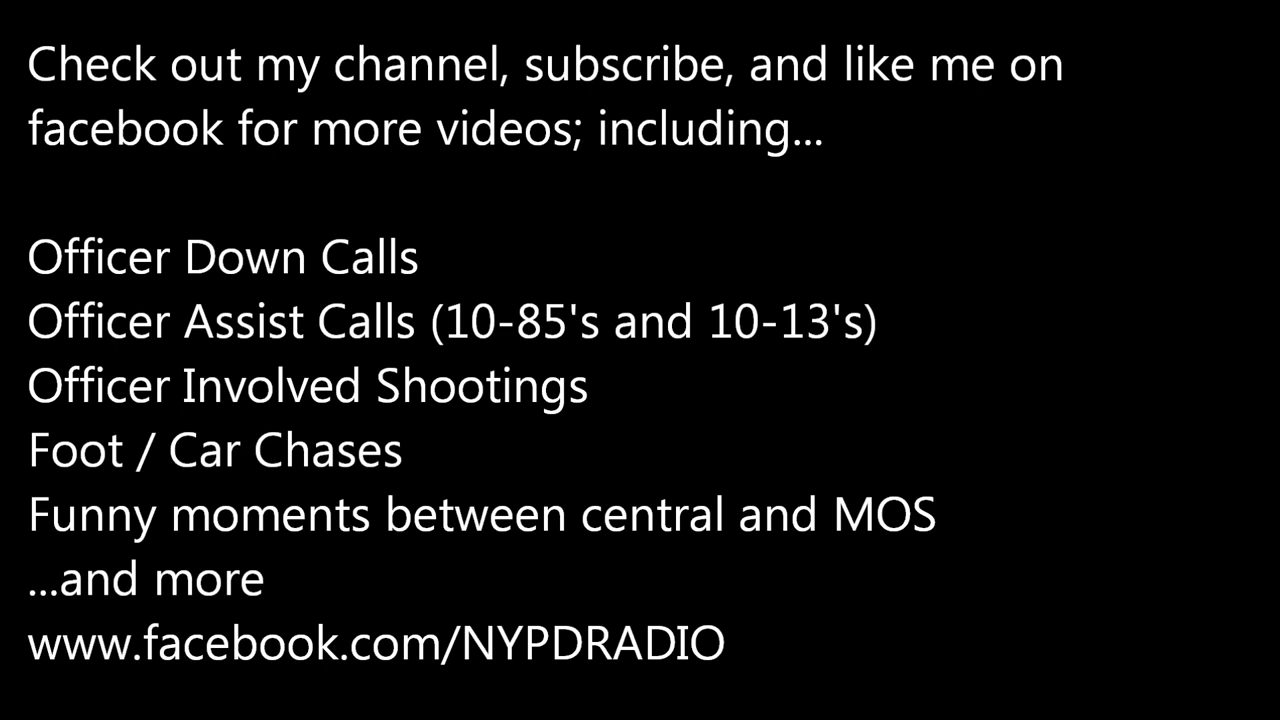 Check out my channel, subscribe, and like me on
facebook for more videos; including...
Officer Down Calls
Officer Assist Calls (10-85's and 10-13's)
Officer Involved Shootings
Foot / Car Chases
Funny moments between central and MOS
...and more
www.facebook.com/NYPDRADIO